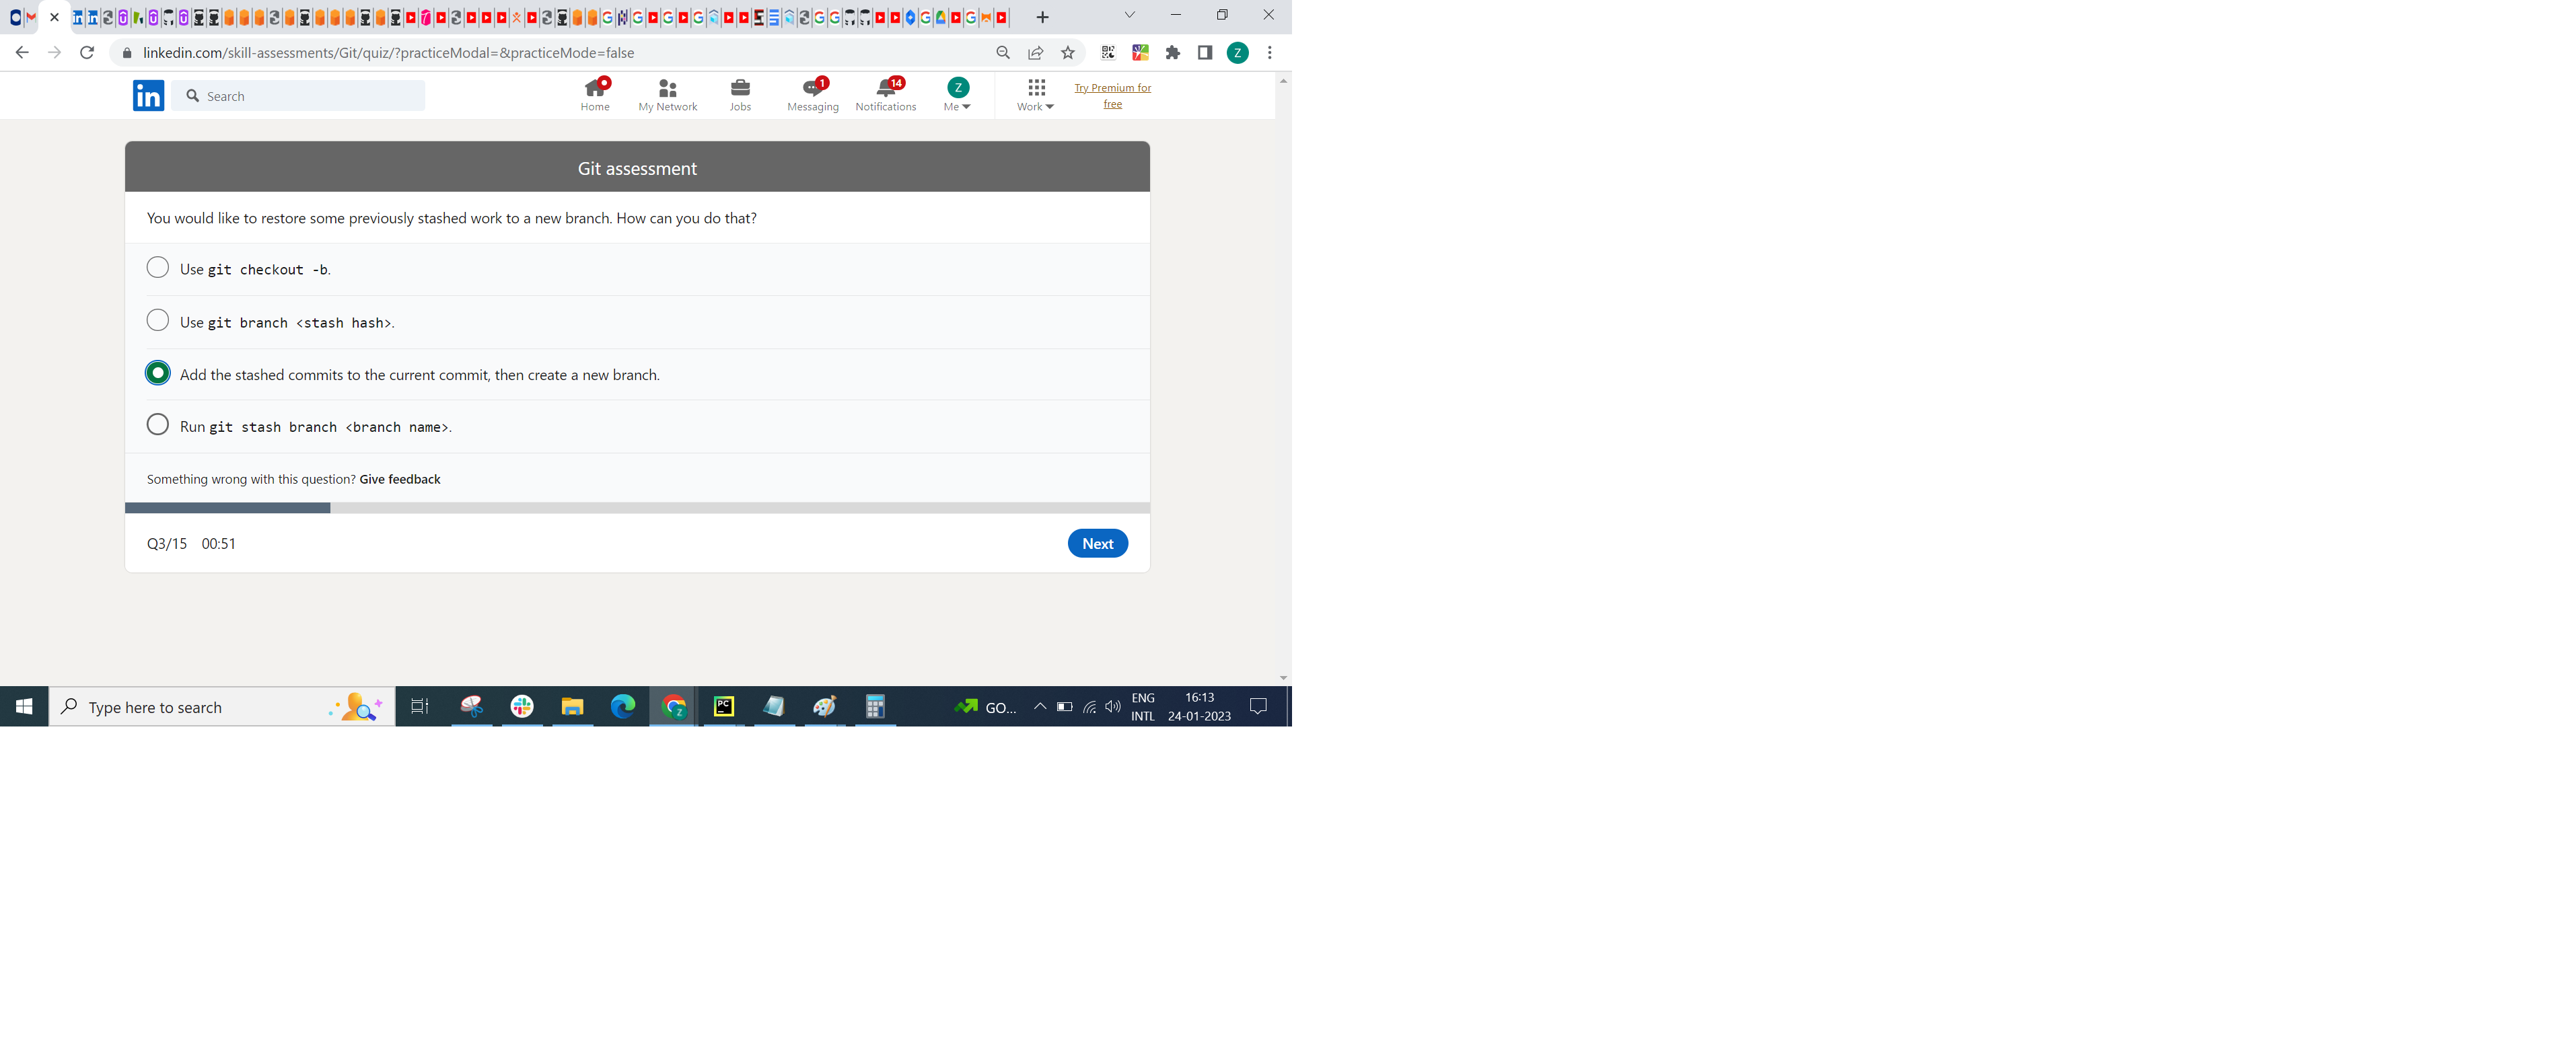 linkedin.com/skill-assessments/Git/quiz/?practiceModal=&practiceMode=false
Z
in
Search
Home
My Network
Jobs
1
Messaging
14
Notifications
Z
Me
Work
Try Premium for
free
Git assessment
You would like to restore some previously stashed work to a new branch. How can you do that?
Use git checkout -b.
Use git branch <stash hash>.
Add the stashed commits to the current commit, then create a new branch.
Run git stash branch <branch name>.
Something wrong with this question? Give feedback
Q3/15 00:51
Next
Type here to search
PC
Z
GO...
ENG
INTL
16:13
24-01-2023